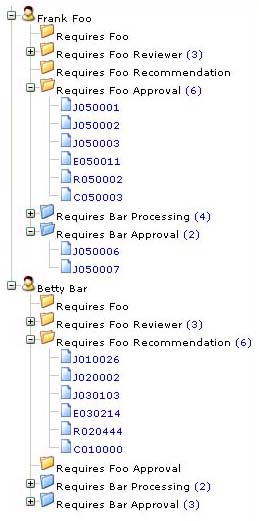 Frank Foo
Requires Foo
Requires Foo Reviewer (3)
Requires Foo Recommendation
Requires Foo Approval (6)
J050001
J050002
J050003
E050011
R050002
C050003
Requires Bar Processing (4)
Requires Bar Approval (2)
J050006
J050007
Betty Bar
Requires Foo
Requires Foo Reviewer (3)
Requires Foo Recommendation (6)
J010026
J020002
J030103
E030214
R020444
C010000
Requires Foo Approval
Requires Bar Processing (2)
Requires Bar Approval (3)